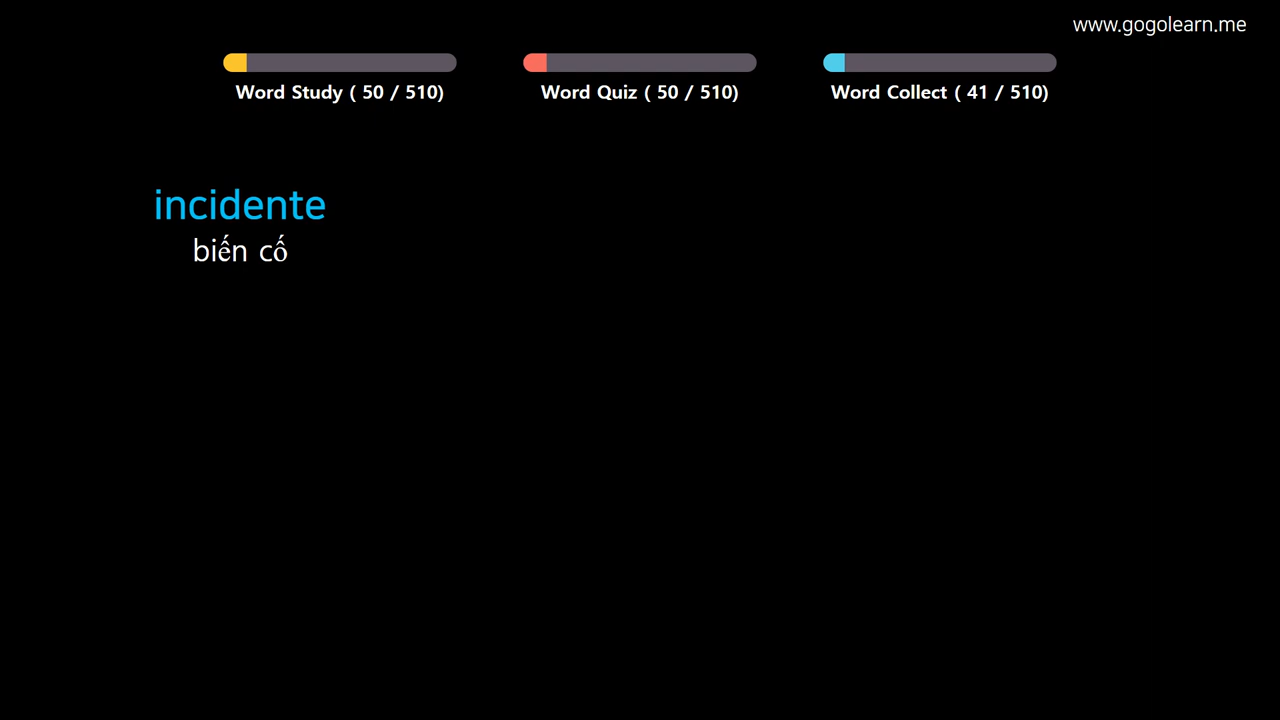 www.gogolearn.me
Word Study ( 50 / 510)
Word Quiz ( 50 / 510)
Word Collect ( 41 / 510)
incidente
biến cố